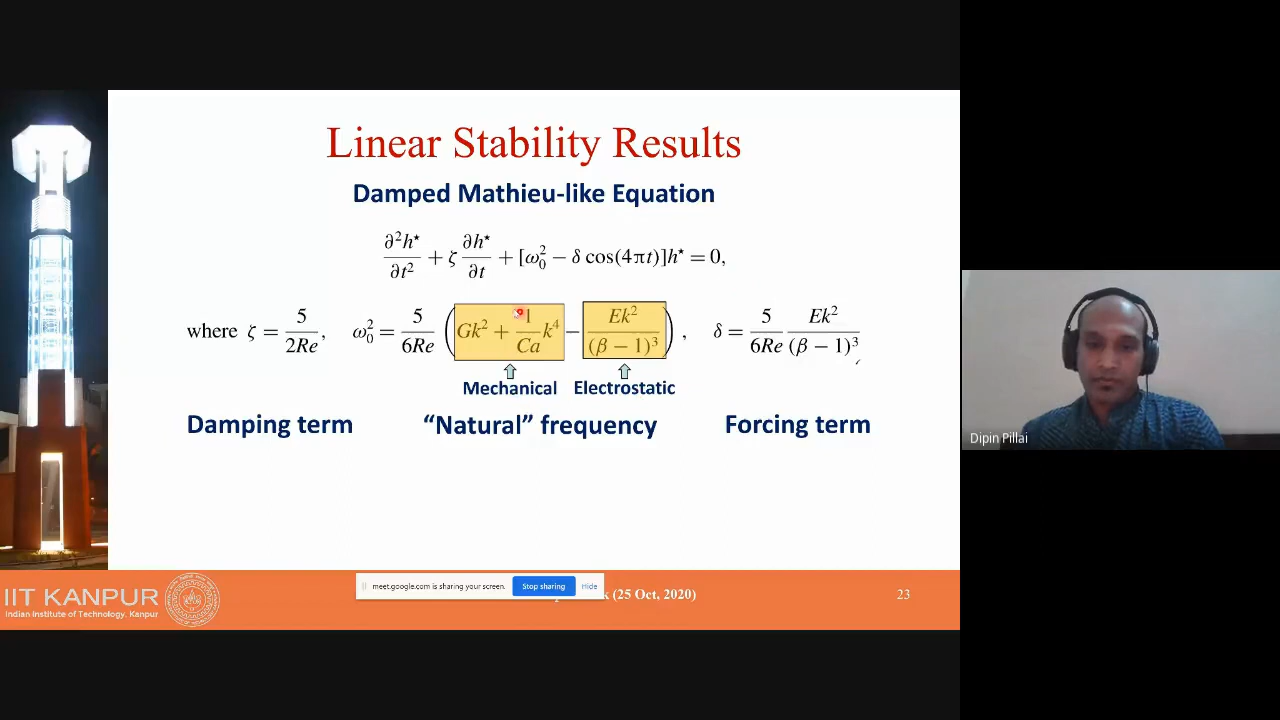 Linear Stability Results
Damped Mathieu-like Equation
∂²h⋆/∂t² + ζ ∂h⋆/∂t + [ω₀² − δ cos(4πt)]h⋆ = 0,
where ζ = 5/2Re, ω₀² = 5/6Re (Gk² + 1/Ca k⁴ − Ek²/(β − 1)³), δ = 5/6Re Ek²/(β − 1)³
Mechanical Electrostatic
Damping term “Natural” frequency Forcing term
Dipin Pillai
meet.google.com is sharing your screen. Stop sharing Hide
IIT KANPUR
Indian Institute of Technology, Kanpur
(25 Oct, 2020)
23